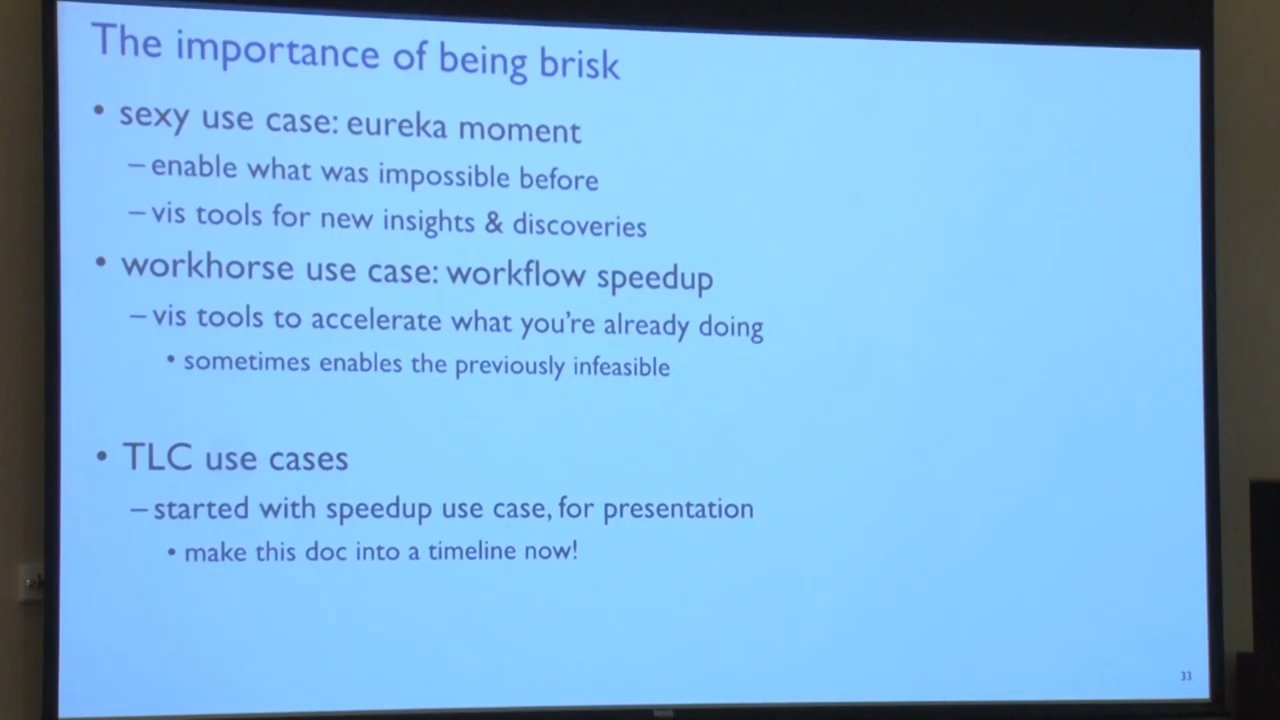 The importance of being brisk
• sexy use case: eureka moment
– enable what was impossible before
– vis tools for new insights & discoveries
• workhorse use case: workflow speedup
– vis tools to accelerate what you're already doing
• sometimes enables the previously infeasible
• TLC use cases
– started with speedup use case, for presentation
• make this doc into a timeline now!
33